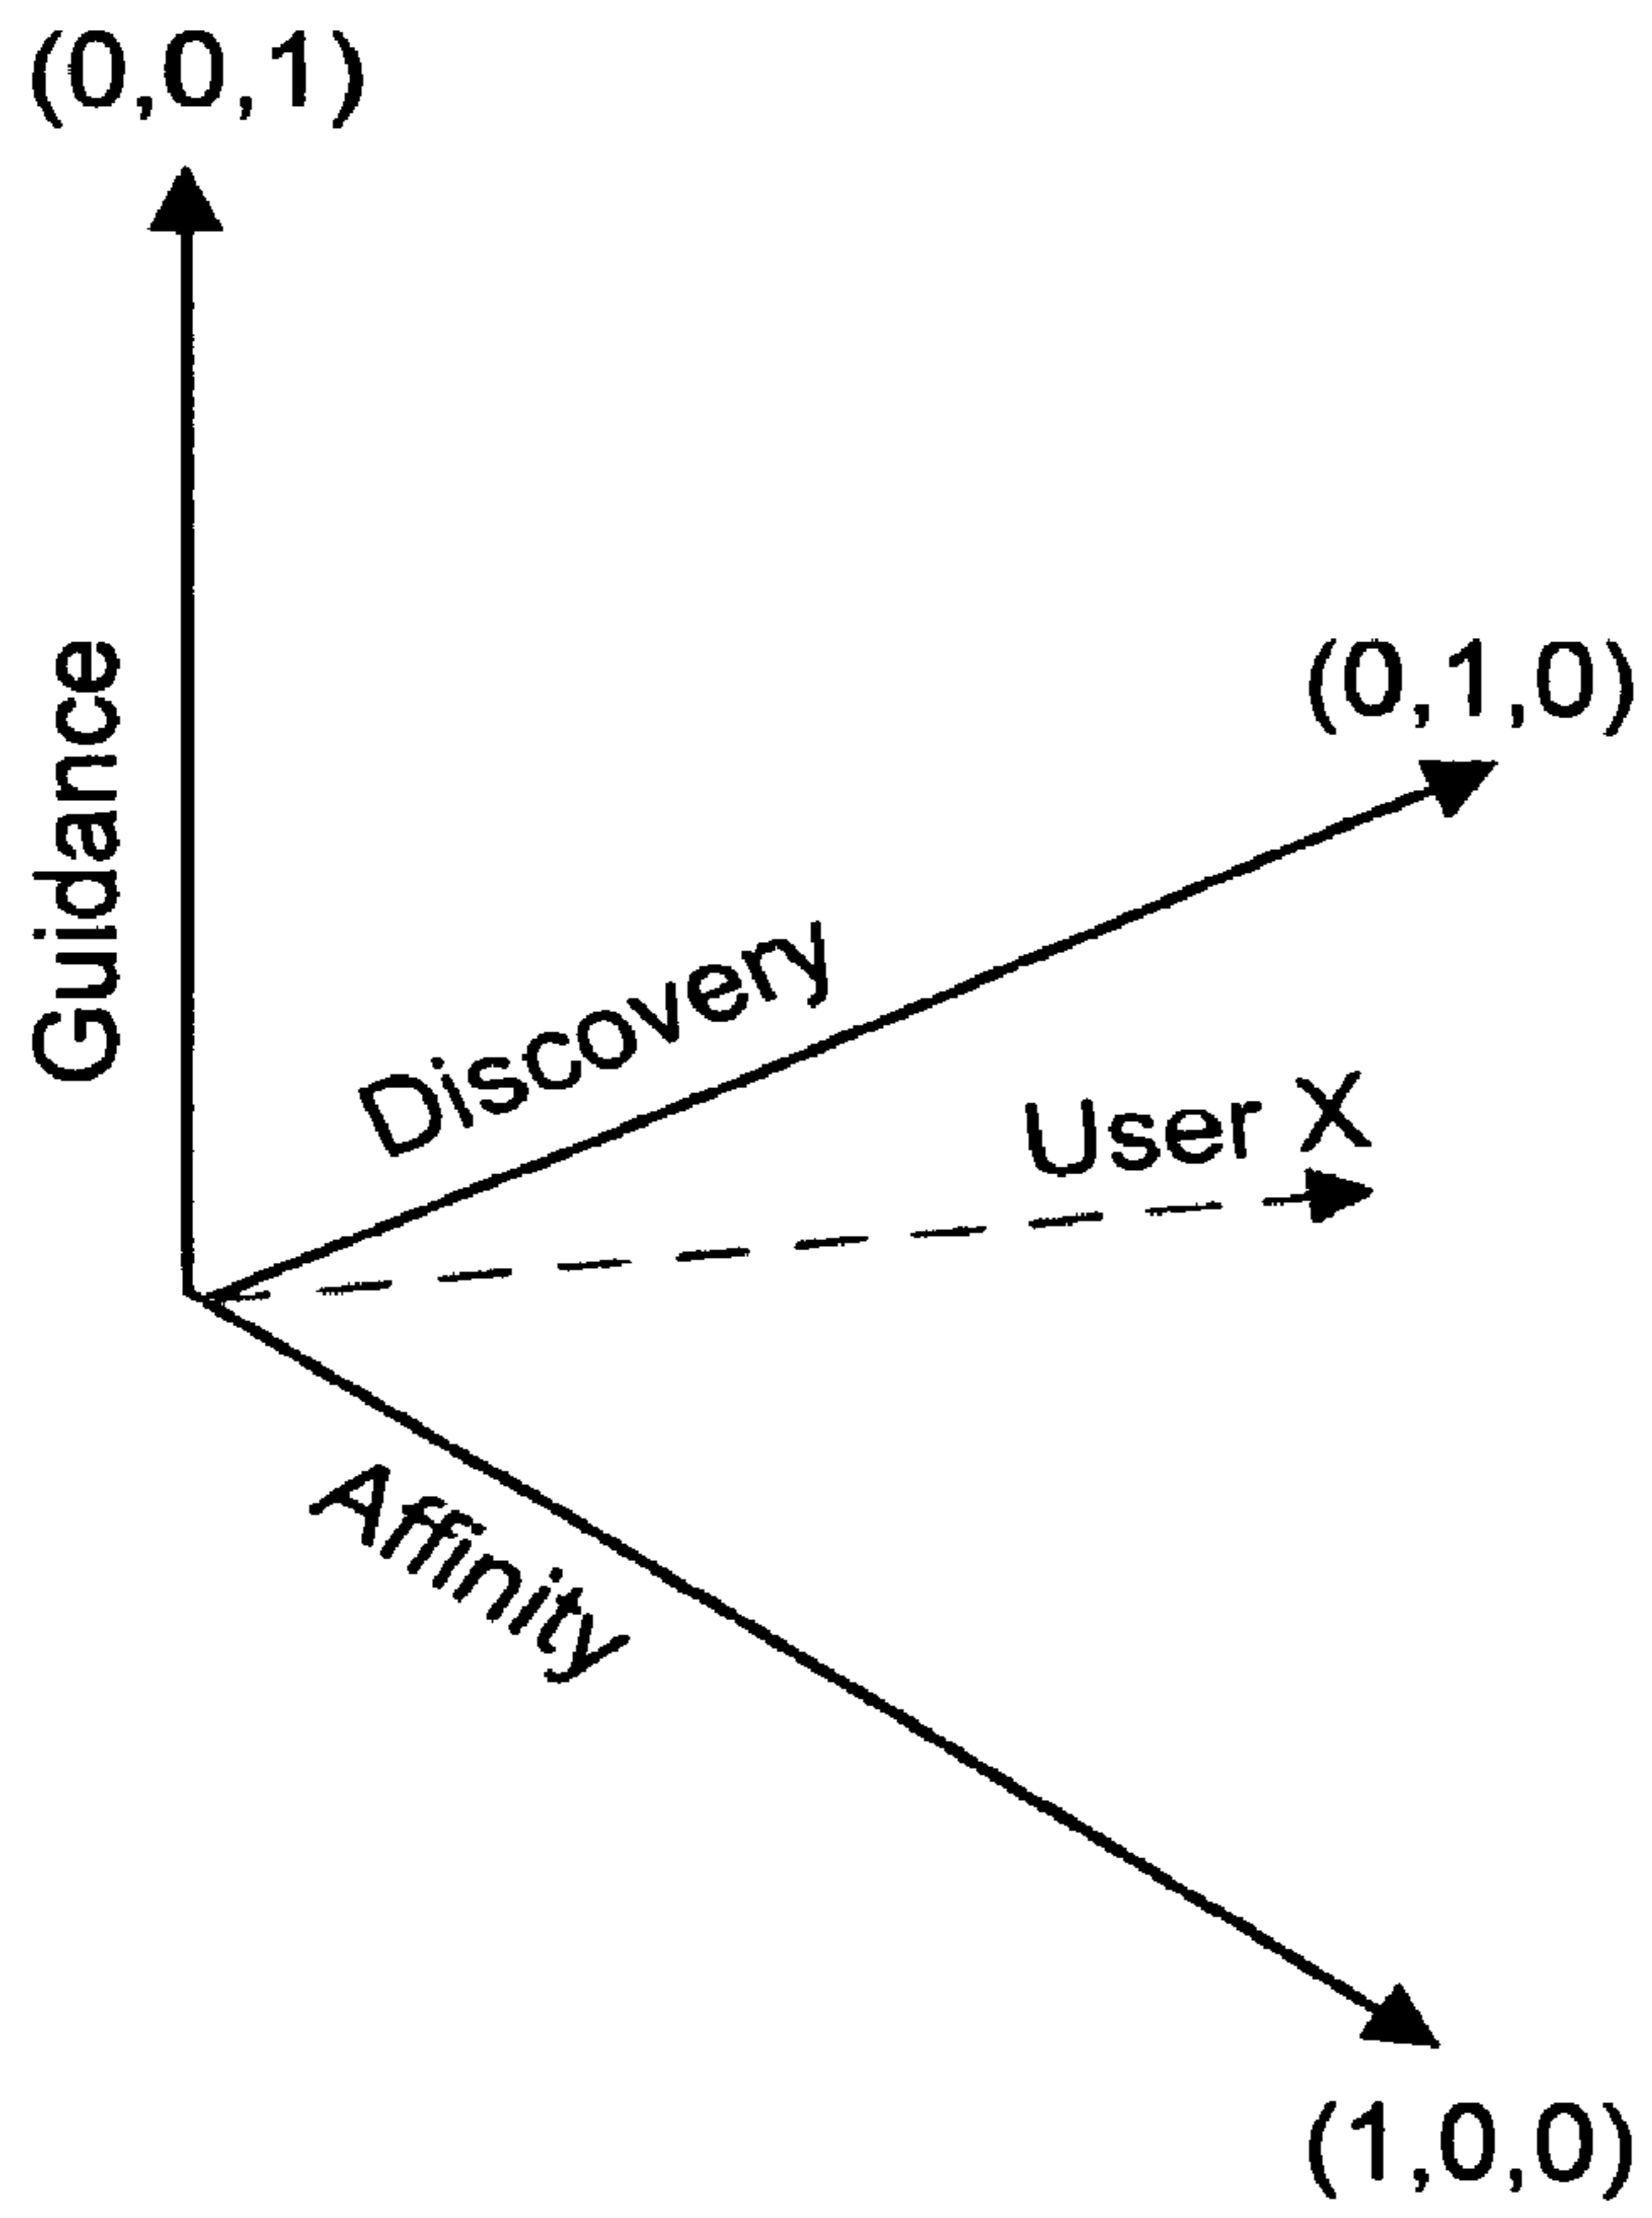 (0,0,1)
Guidance
(0,1,0)
Discovery
User X
Affinity
(1,0,0)